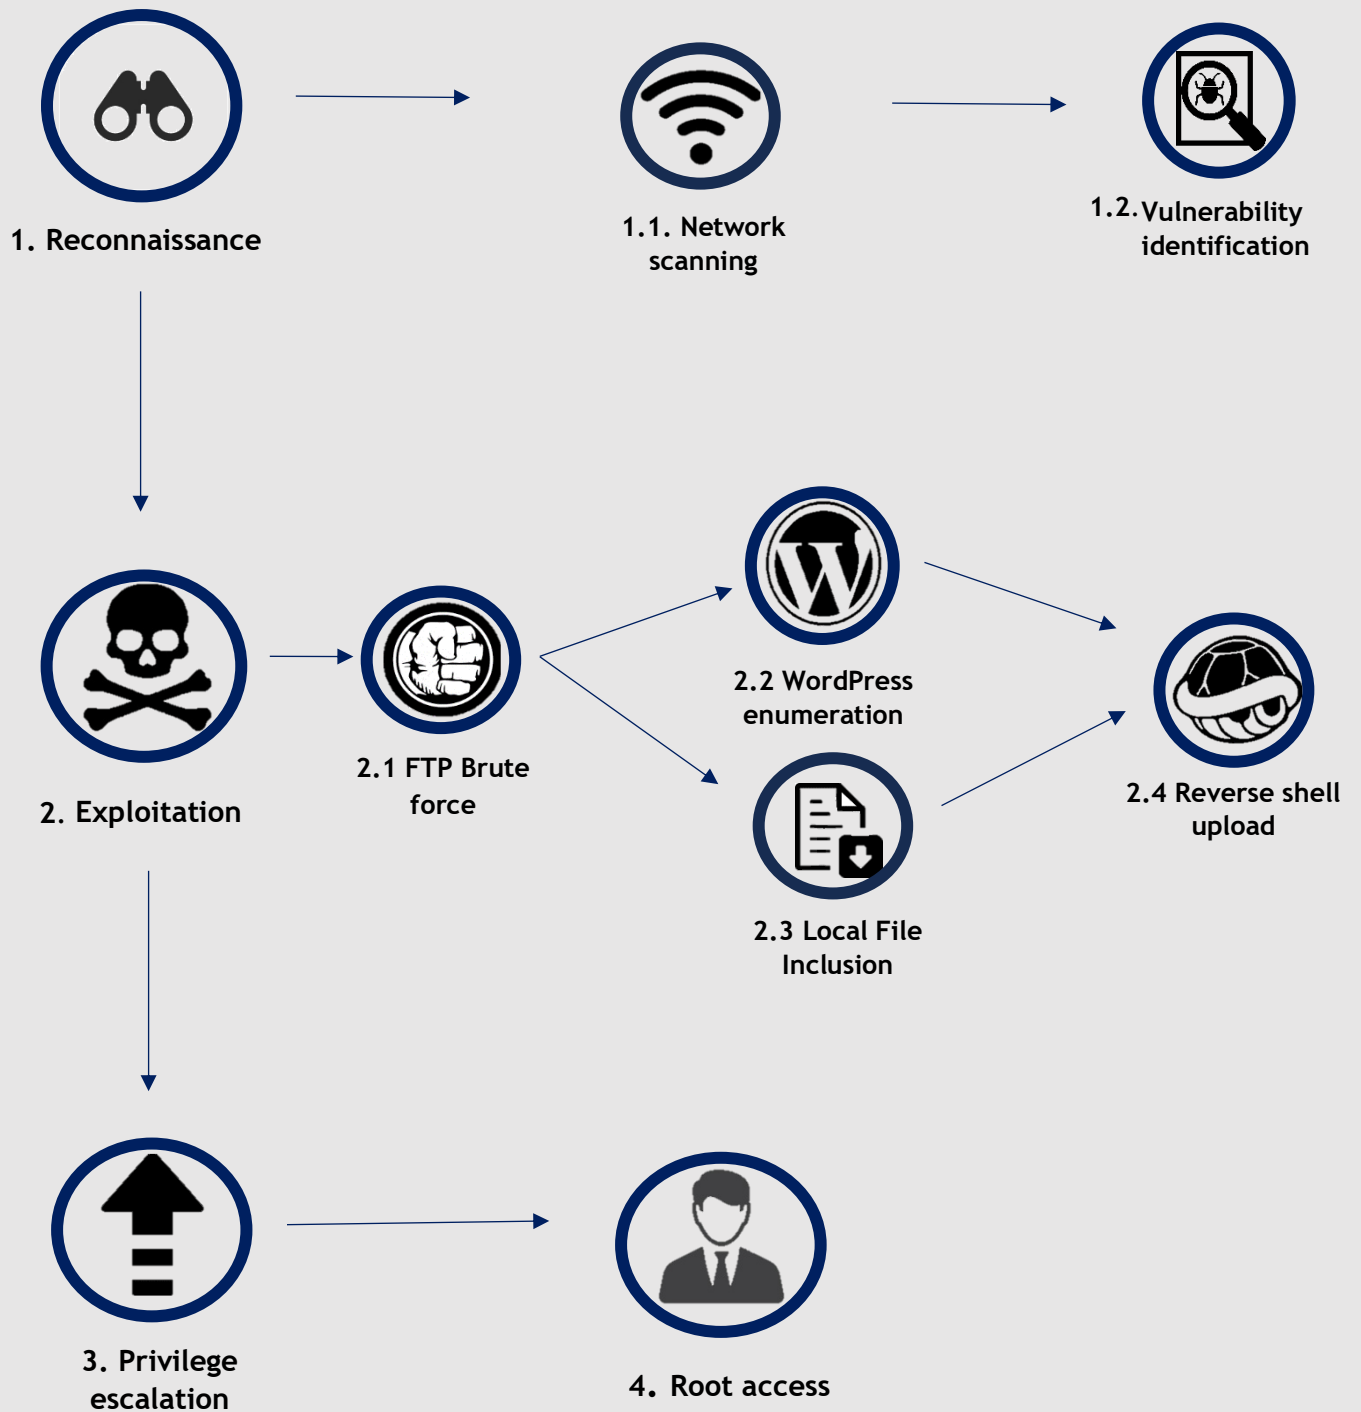 1. Reconnaissance
1.1. Network
scanning
1.2. Vulnerability
identification
2. Exploitation
2.1 FTP Brute
force
2.2 WordPress
enumeration
2.3 Local File
Inclusion
2.4 Reverse shell
upload
3. Privilege
escalation
4. Root access